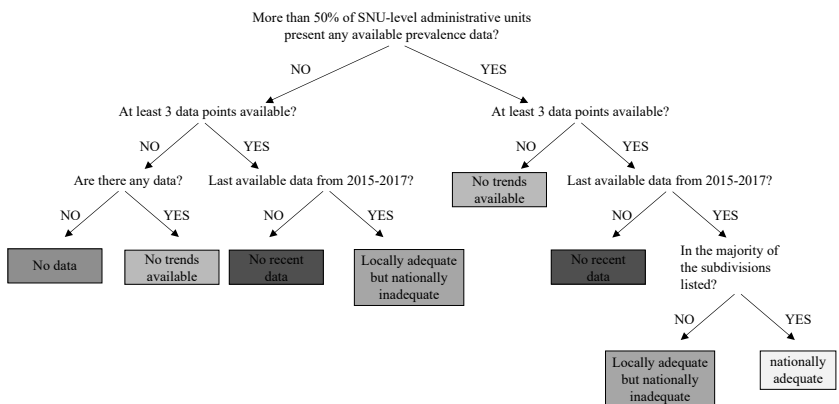 More than 50% of SNU-level administrative units
present any available prevalence data?
NO
YES
At least 3 data points available?
At least 3 data points available?
NO
YES
NO
YES
Are there any data?
Last available data from 2015-2017?
No trends
available
Last available data from 2015-2017?
NO
YES
NO
YES
NO
YES
No data
No trends
available
No recent
data
Locally adequate
but nationally
inadequate
No recent
data
In the majority of
the subdivisions
listed?
NO
YES
Locally adequate
but nationally
inadequate
nationally
adequate